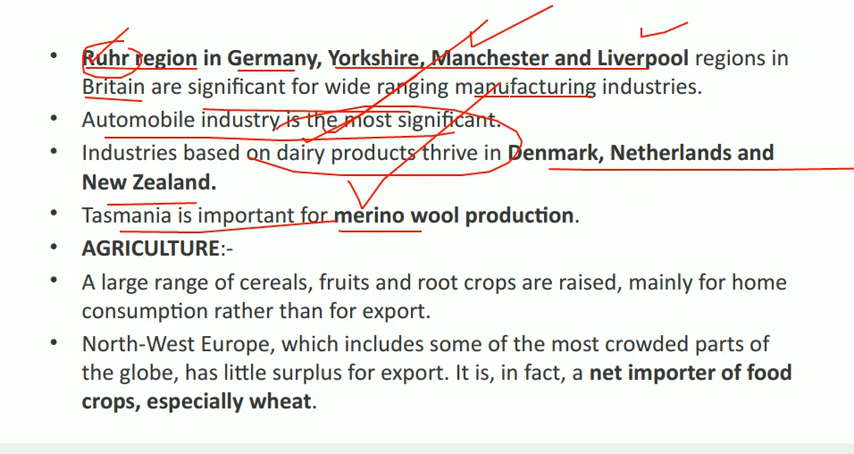 • Ruhr region in Germany, Yorkshire, Manchester and Liverpool regions in
Britain are significant for wide ranging manufacturing industries.
• Automobile industry is the most significant.
• Industries based on dairy products thrive in Denmark, Netherlands and
New Zealand.
• Tasmania is important for merino wool production.
• AGRICULTURE:-
• A large range of cereals, fruits and root crops are raised, mainly for home
consumption rather than for export.
• North-West Europe, which includes some of the most crowded parts of
the globe, has little surplus for export. It is, in fact, a net importer of food
crops, especially wheat.